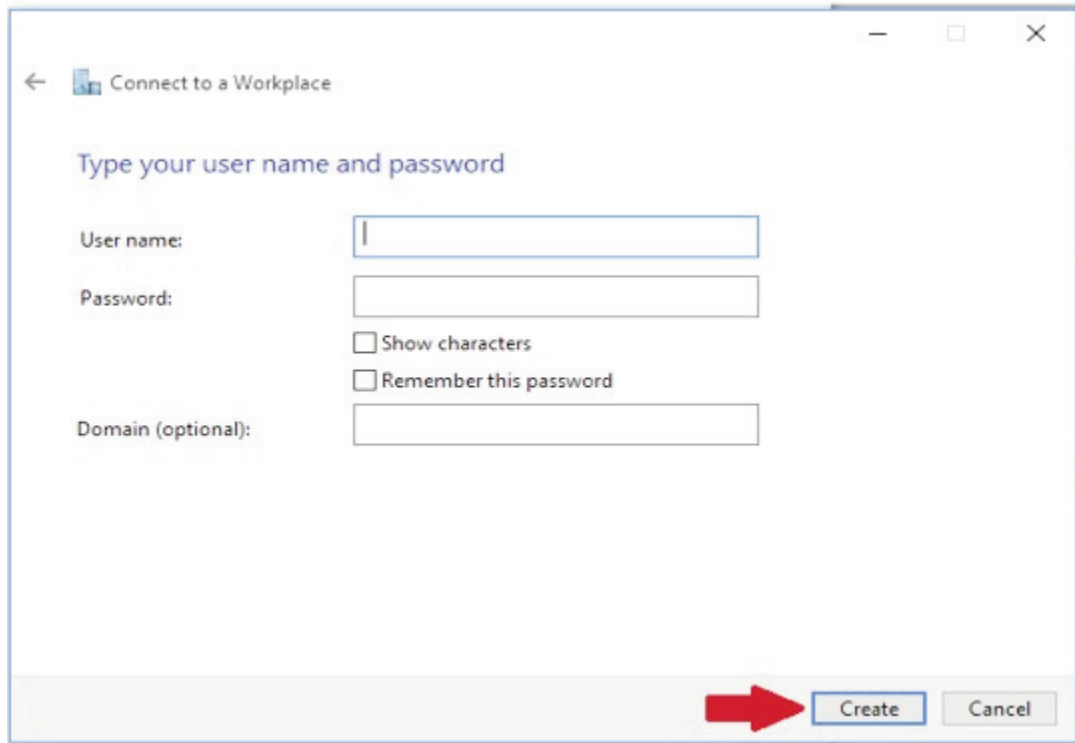 Connect to a Workplace
Type your user name and password
User name:
Password:
Show characters
Remember this password
Domain (optional):
Create Cancel